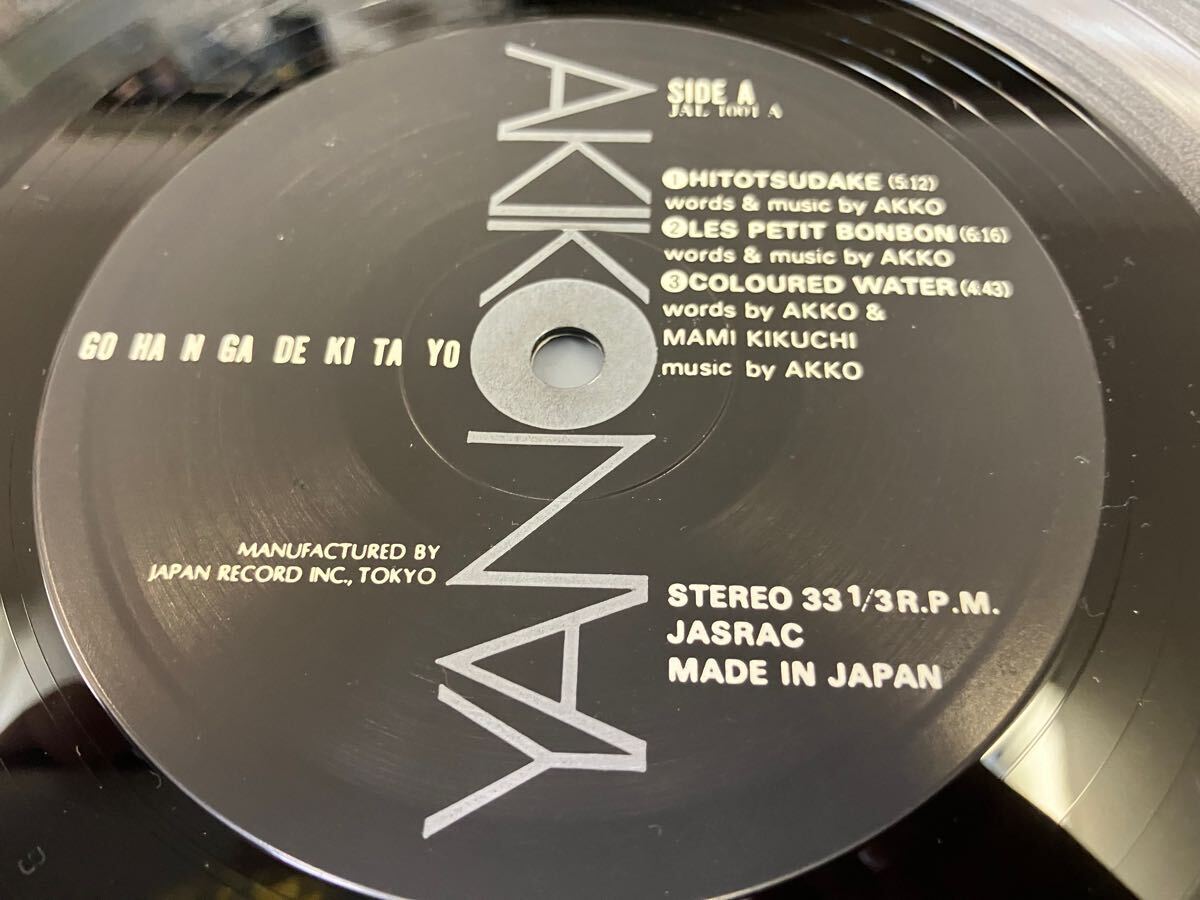 AKIKO YANO
SIDE A
JAL 1001 A
①HITOTSUDAKE (5:12)
words & music by AKKO
②LES PETIT BONBON (6:16)
words & music by AKKO
③COLOURED WATER (4:43)
words by AKKO &
MAMI KIKUCHI
music by AKKO
GO HA N GA DE KI TA YO
MANUFACTURED BY
JAPAN RECORD INC., TOKYO
STEREO 33 1/3 R.P.M.
JASRAC
MADE IN JAPAN